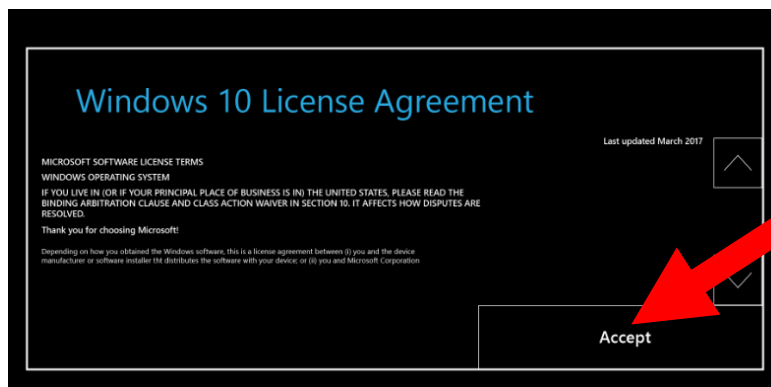 Windows 10 License Agreement
Last updated March 2017
MICROSOFT SOFTWARE LICENSE TERMS
WINDOWS OPERATING SYSTEM
IF YOU LIVE IN (OR IF YOUR PRINCIPAL PLACE OF BUSINESS IS IN) THE UNITED STATES, PLEASE READ THE
BINDING ARBITRATION CLAUSE AND CLASS ACTION WAIVER IN SECTION 10. IT AFFECTS HOW DISPUTES ARE
RESOLVED.
Thank you for choosing Microsoft!
Depending on how you obtained the Windows software, this is a license agreement between (i) you and the device
manufacturer or software installer tht distributes the software with your device; or (ii) you and Microsoft Corporation
Accept